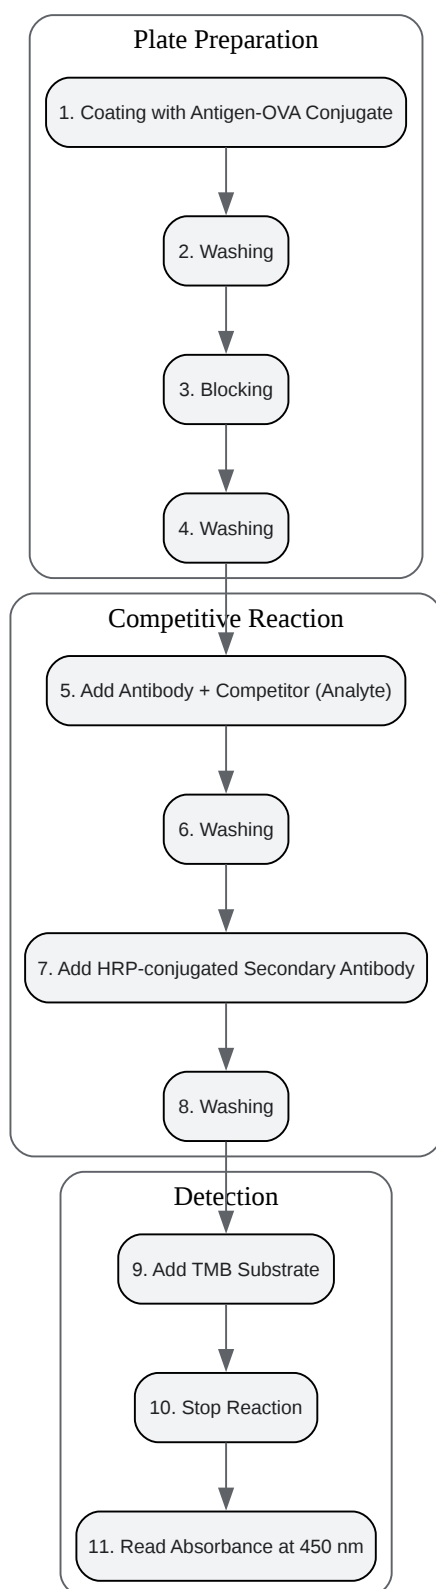 Plate Preparation
1. Coating with Antigen-OVA Conjugate
2. Washing
3. Blocking
4. Washing
Competitive Reaction
5. Add Antibody + Competitor (Analyte)
6. Washing
7. Add HRP-conjugated Secondary Antibody
8. Washing
Detection
9. Add TMB Substrate
10. Stop Reaction
11. Read Absorbance at 450 nm